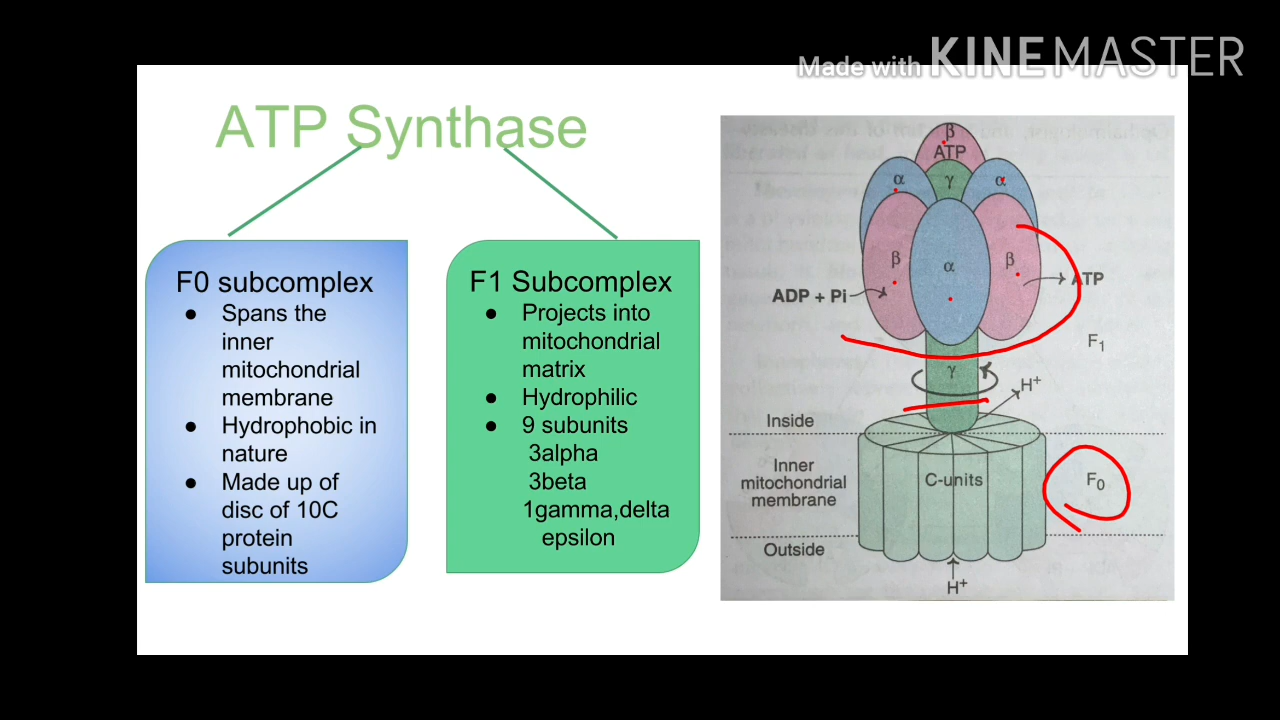 Made with KINEMASTER
ATP Synthase
F0 subcomplex
● Spans the
inner
mitochondrial
membrane
● Hydrophobic in
nature
● Made up of
disc of 10C
protein
subunits
F1 Subcomplex
● Projects into
mitochondrial
matrix
● Hydrophilic
● 9 subunits
3alpha
3beta
1gamma,delta
epsilon
β
ATP
α γ α
β α β
ADP + Pi
ATP
F1
γ
H+
Inside
Inner
mitochondrial
membrane
C-units
F0
Outside
H+